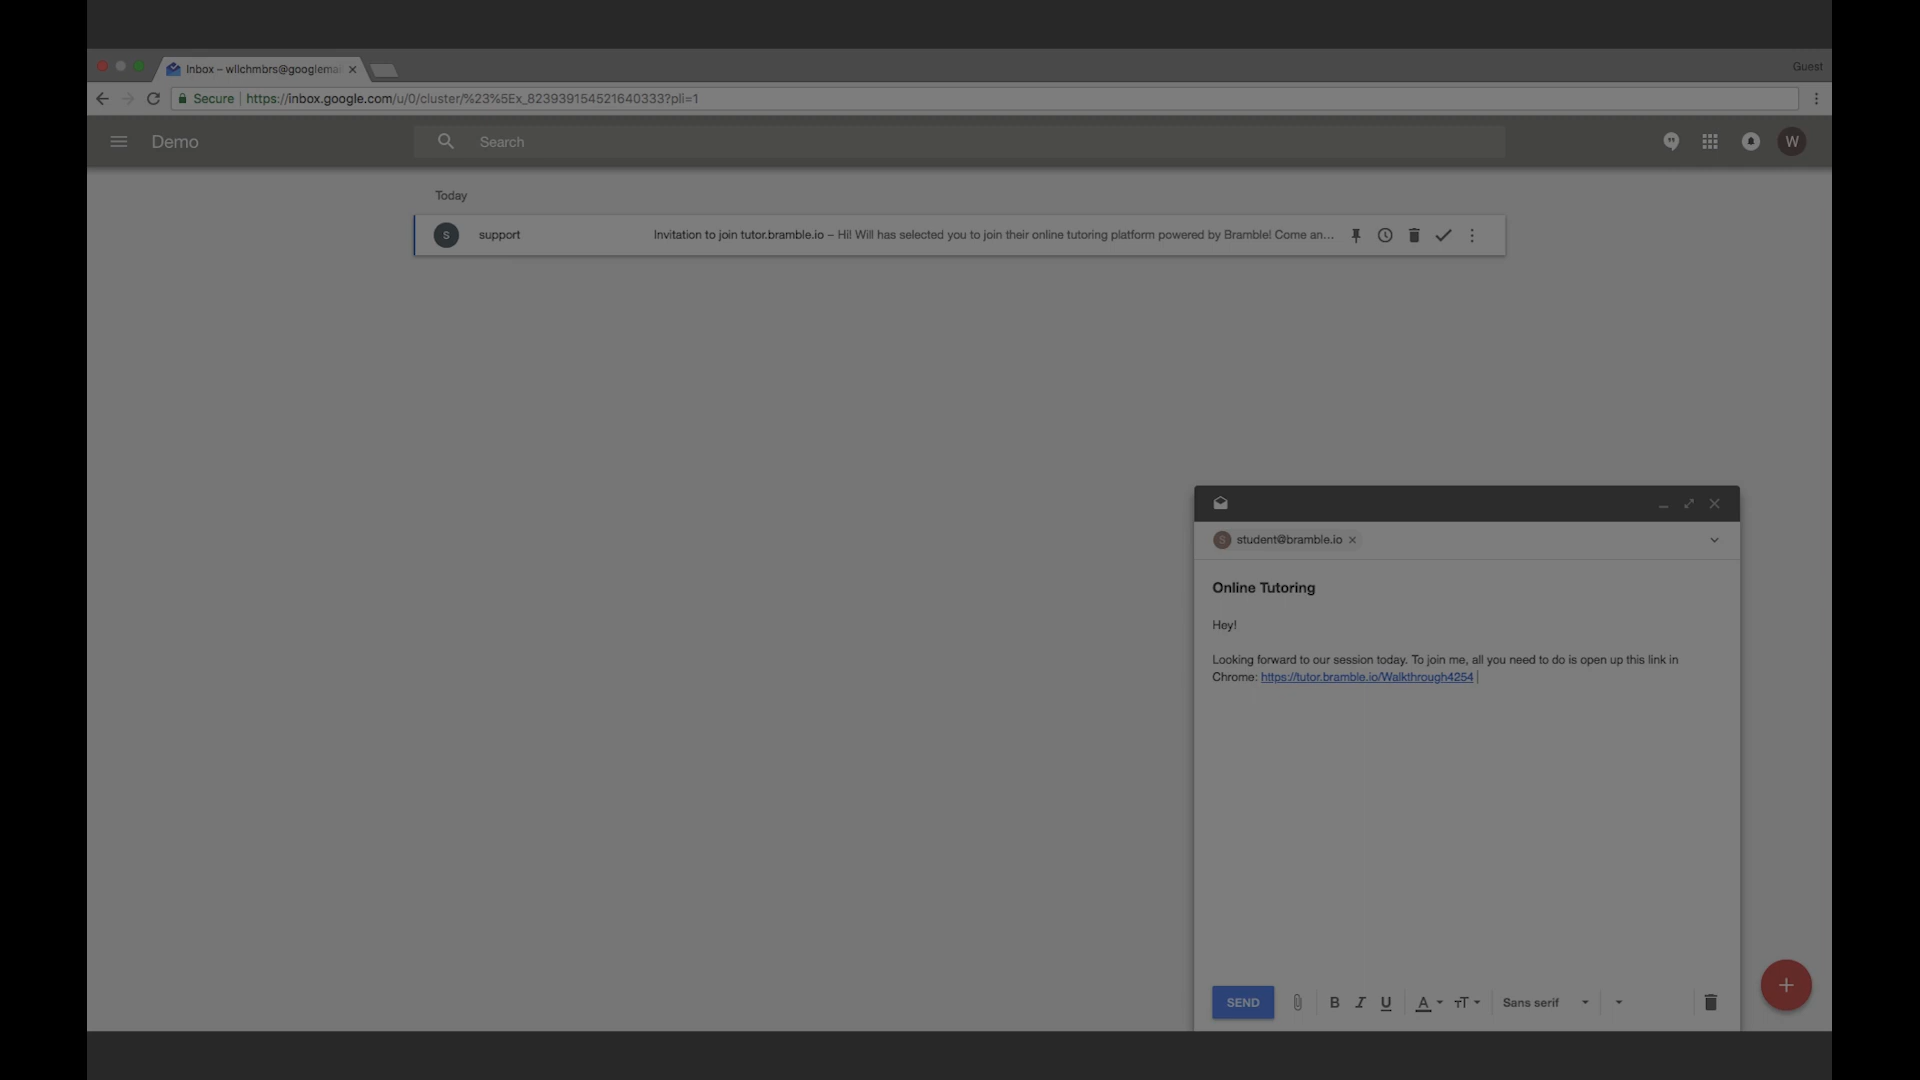 Inbox – wllchmbrs@googlemai
Guest
Secure https://inbox.google.com/u/0/cluster/%23%5Ex_823939154521640333?pli=1
Demo
Search
W
Today
S support Invitation to join tutor.bramble.io – Hi! Will has selected you to join their online tutoring platform powered by Bramble! Come an...
S student@bramble.io
Online Tutoring
Hey!
Looking forward to our session today. To join me, all you need to do is open up this link in
Chrome: https://tutor.bramble.io/Walkthrough4254
SEND B I U A TT Sans serif